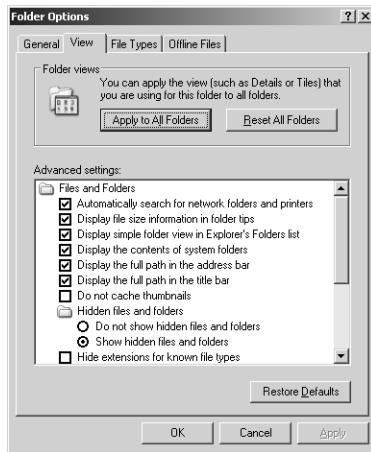 Folder Options
General View File Types Offline Files
Folder views
You can apply the view (such as Details or Tiles) that
you are using for this folder to all folders.
Apply to All Folders Reset All Folders
Advanced settings:
Files and Folders
Automatically search for network folders and printers
Display file size information in folder tips
Display simple folder view in Explorer's Folders list
Display the contents of system folders
Display the full path in the address bar
Display the full path in the title bar
Do not cache thumbnails
Hidden files and folders
Do not show hidden files and folders
Show hidden files and folders
Hide extensions for known file types
Restore Defaults
OK Cancel Apply